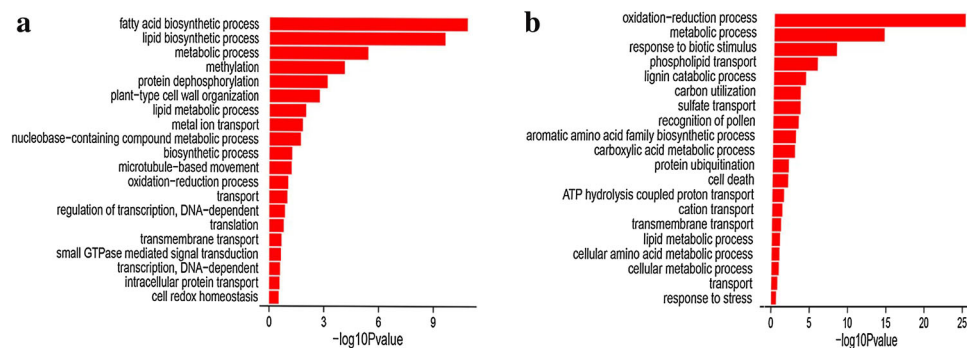 a
fatty acid biosynthetic process
lipid biosynthetic process
metabolic process
methylation
protein dephosphorylation
plant-type cell wall organization
lipid metabolic process
metal ion transport
nucleobase-containing compound metabolic process
biosynthetic process
microtubule-based movement
oxidation-reduction process
transport
regulation of transcription, DNA-dependent
translation
transmembrane transport
small GTPase mediated signal transduction
transcription, DNA-dependent
intracellular protein transport
cell redox homeostasis
0 3 6 9
-log10Pvalue
b
oxidation-reduction process
metabolic process
response to biotic stimulus
phospholipid transport
lignin catabolic process
carbon utilization
sulfate transport
recognition of pollen
aromatic amino acid family biosynthetic process
carboxylic acid metabolic process
protein ubiquitination
cell death
ATP hydrolysis coupled proton transport
cation transport
transmembrane transport
lipid metabolic process
cellular amino acid metabolic process
cellular metabolic process
transport
response to stress
0 5 10 15 20 25
-log10Pvalue